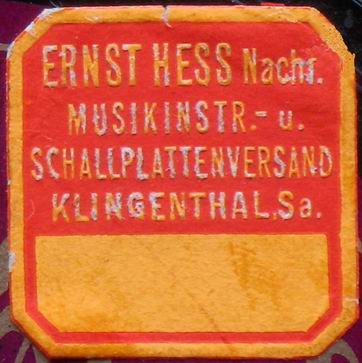 ERNST HESS Nachf.
MUSIKINSTR.- u.
SCHALLPLATTENVERSAND
KLINGENTHAL,Sa.